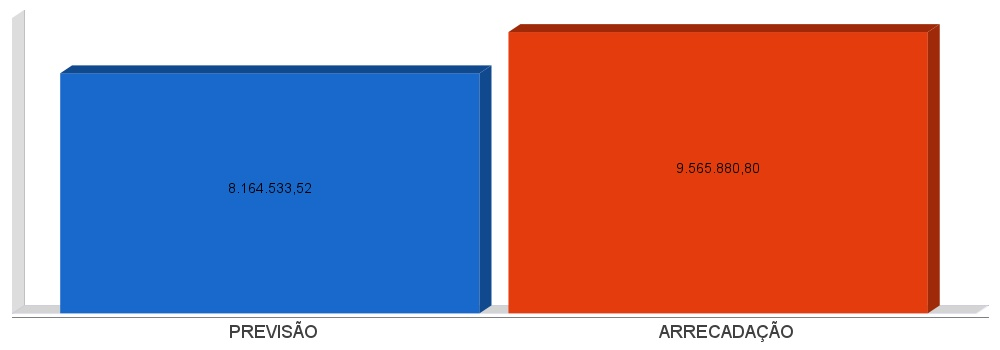 9.565.880,80
8.164.533,52
PREVISÃO
ARRECADAÇÃO